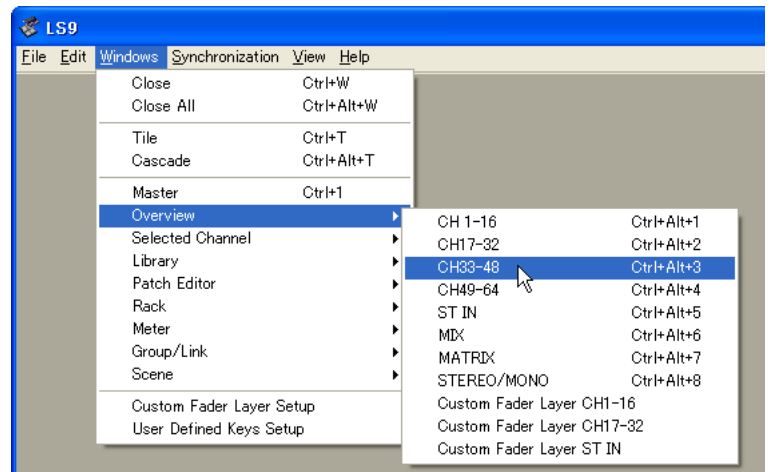 LS9
File Edit Windows Synchronization View Help
Close Ctrl+W
Close All Ctrl+Alt+W
Tile Ctrl+T
Cascade Ctrl+Alt+T
Master Ctrl+1
Overview
Selected Channel
Library
Patch Editor
Rack
Meter
Group/Link
Scene
Custom Fader Layer Setup
User Defined Keys Setup
CH 1-16 Ctrl+Alt+1
CH17-32 Ctrl+Alt+2
CH33-48 Ctrl+Alt+3
CH49-64 Ctrl+Alt+4
ST IN Ctrl+Alt+5
MIX Ctrl+Alt+6
MATRIX Ctrl+Alt+7
STEREO/MONO Ctrl+Alt+8
Custom Fader Layer CH1-16
Custom Fader Layer CH17-32
Custom Fader Layer ST IN